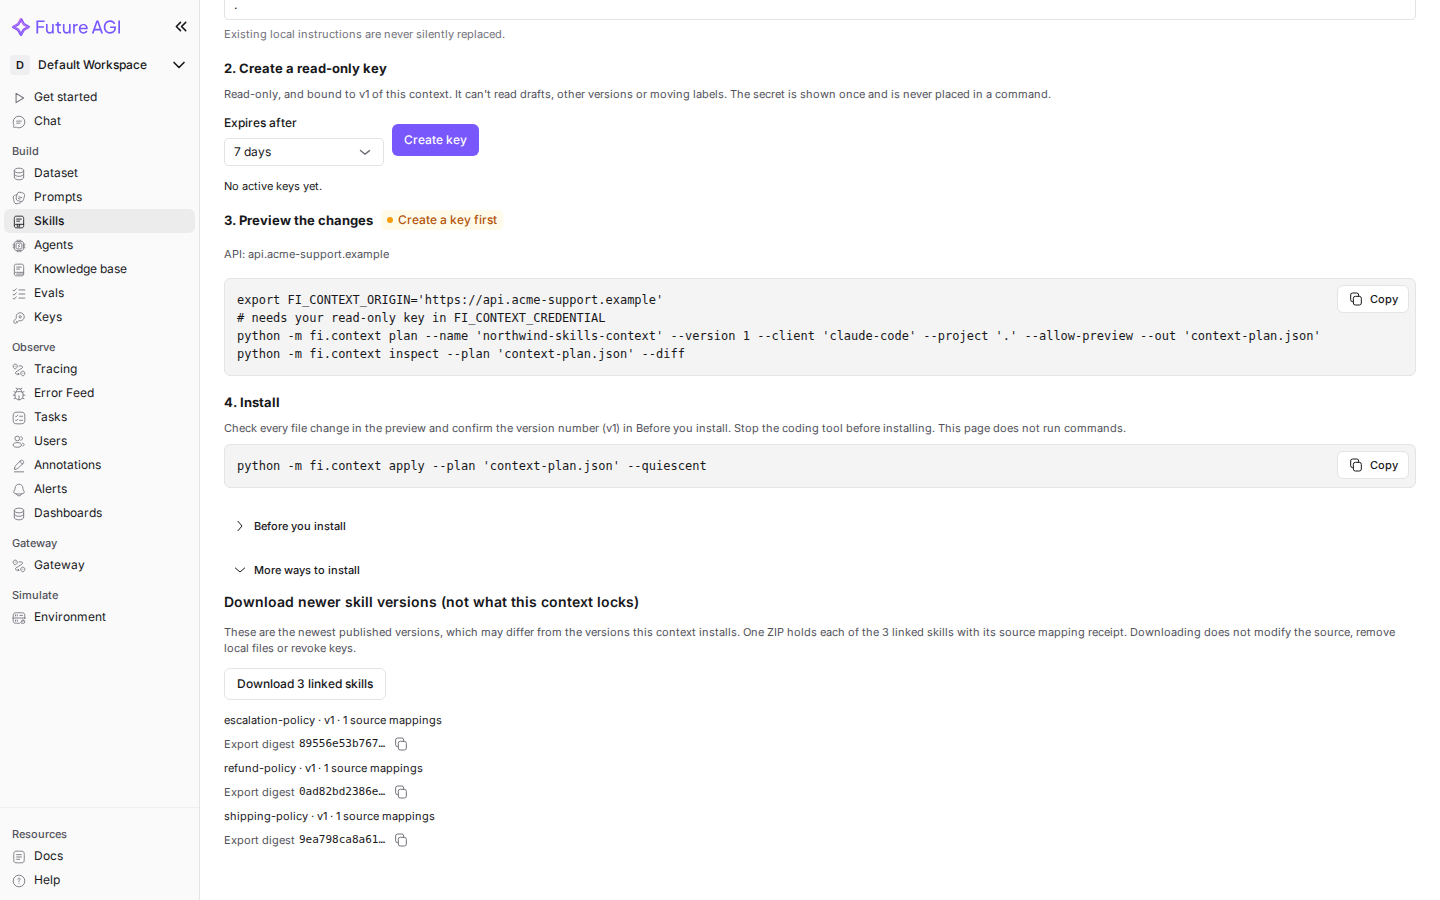 Future AGI
D Default Workspace
Get started
Chat
Build
Dataset
Prompts
Skills
Agents
Knowledge base
Evals
Keys
Observe
Tracing
Error Feed
Tasks
Users
Annotations
Alerts
Dashboards
Gateway
Gateway
Simulate
Environment
Resources
Docs
Help
.
Existing local instructions are never silently replaced.
2. Create a read-only key
Read-only, and bound to v1 of this context. It can't read drafts, other versions or moving labels. The secret is shown once and is never placed in a command.
Expires after
7 days
Create key
No active keys yet.
3. Preview the changes
Create a key first
API: api.acme-support.example
export FI_CONTEXT_ORIGIN='https://api.acme-support.example'
# needs your read-only key in FI_CONTEXT_CREDENTIAL
python -m fi.context plan --name 'northwind-skills-context' --version 1 --client 'claude-code' --project '.' --allow-preview --out 'context-plan.json'
python -m fi.context inspect --plan 'context-plan.json' --diff
Copy
4. Install
Check every file change in the preview and confirm the version number (v1) in Before you install. Stop the coding tool before installing. This page does not run commands.
python -m fi.context apply --plan 'context-plan.json' --quiescent
Copy
Before you install
More ways to install
Download newer skill versions (not what this context locks)
These are the newest published versions, which may differ from the versions this context installs. One ZIP holds each of the 3 linked skills with its source mapping receipt. Downloading does not modify the source, remove
local files or revoke keys.
Download 3 linked skills
escalation-policy · v1 · 1 source mappings
Export digest 89556e53b767…
refund-policy · v1 · 1 source mappings
Export digest 0ad82bd2386e…
shipping-policy · v1 · 1 source mappings
Export digest 9ea798ca8a61…